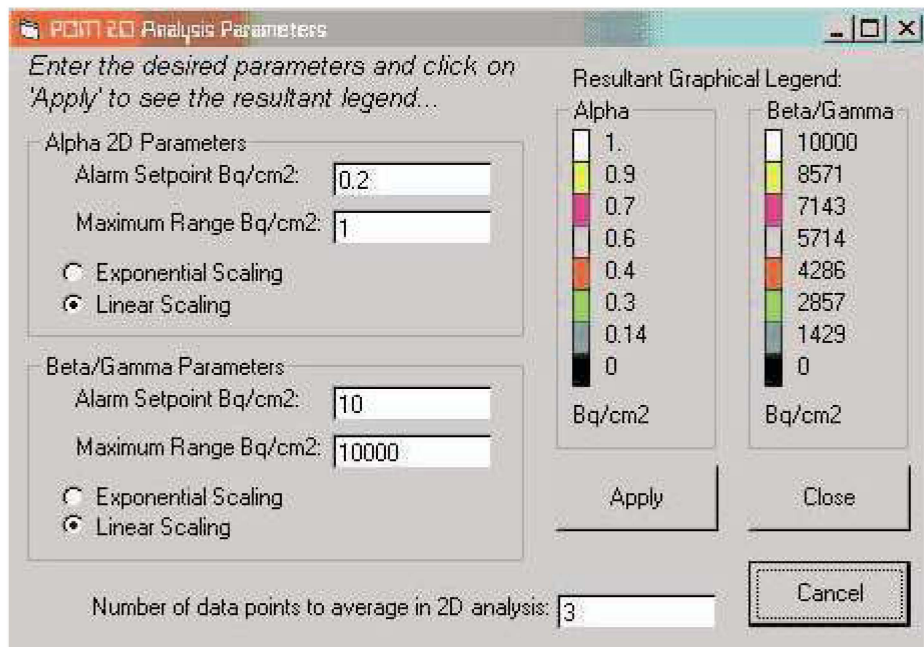 PDM 2D Analysis Parameters
Enter the desired parameters and click on
'Apply' to see the resultant legend...
Alpha 2D Parameters
Alarm Setpoint Bq/cm2: 0.2
Maximum Range Bq/cm2: 1
Exponential Scaling
Linear Scaling
Beta/Gamma Parameters
Alarm Setpoint Bq/cm2: 10
Maximum Range Bq/cm2: 10000
Exponential Scaling
Linear Scaling
Number of data points to average in 2D analysis: 3
Resultant Graphical Legend:
Alpha
1.
0.9
0.7
0.6
0.4
0.3
0.14
0
Bq/cm2
Beta/Gamma
10000
8571
7143
5714
4286
2857
1429
0
Bq/cm2
Apply
Close
Cancel